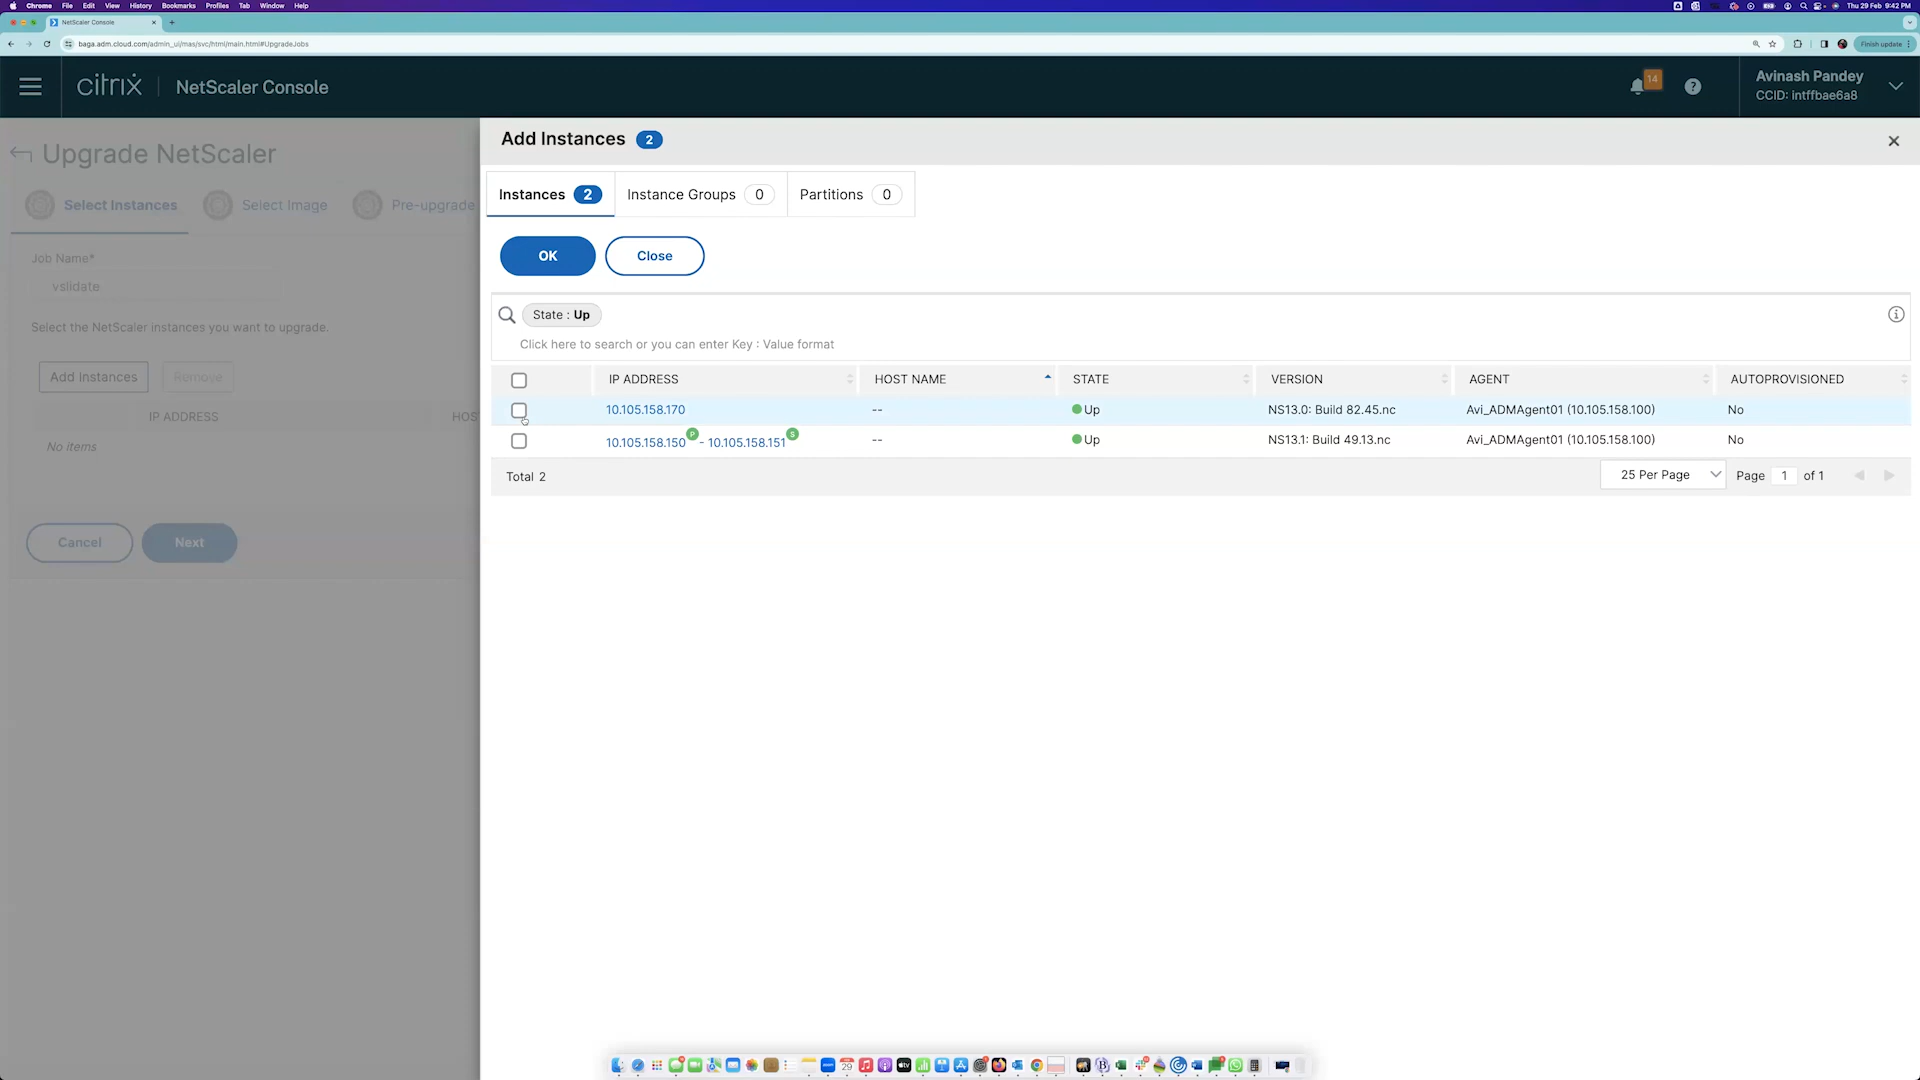 Chrome File Edit View History Bookmarks Profiles Tab Window Help
Thu 29 Feb 9:42 PM
NetScaler Console
baga.adm.cloud.com/admin_ui/mas/svc/html/main.html#UpgradeJobs
Finish update
citrix NetScaler Console
14
Avinash Pandey
CCID: intffbae6a8
Upgrade NetScaler
Select Instances
Select Image
Pre-upgrade
Job Name*
vslidate
Select the NetScaler instances you want to upgrade.
Add Instances
Remove
IP ADDRESS
HOS
No items
Cancel
Next
Add Instances 2
Instances 2
Instance Groups 0
Partitions 0
OK
Close
State : Up
Click here to search or you can enter Key : Value format
IP ADDRESS HOST NAME STATE VERSION AGENT AUTOPROVISIONED
10.105.158.170 -- Up NS13.0: Build 82.45.nc Avi_ADMAgent01 (10.105.158.100) No
10.105.158.150 P - 10.105.158.151 S -- Up NS13.1: Build 49.13.nc Avi_ADMAgent01 (10.105.158.100) No
Total 2
25 Per Page
Page 1 of 1